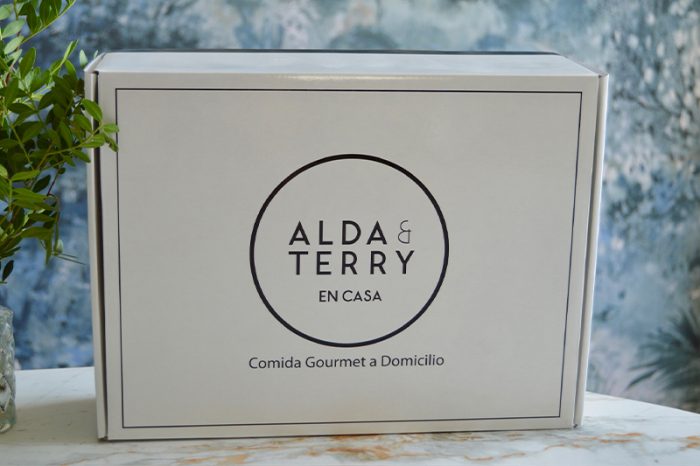 ALDA &
TERRY
EN CASA
Comida Gourmet a Domicilio